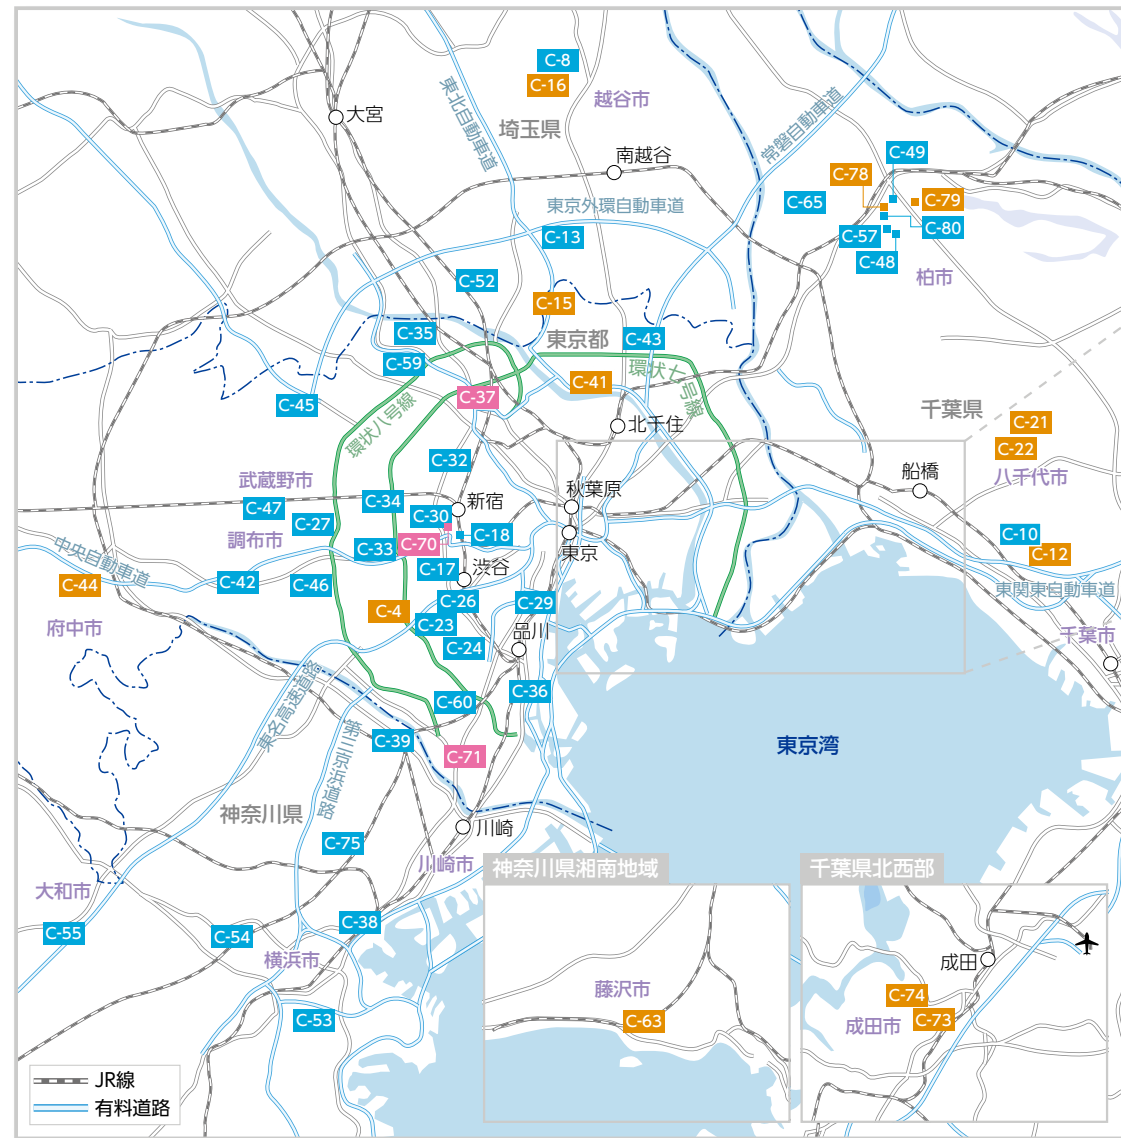 C-8
C-16
越谷市
大宮
埼玉県
東北自動車道
常磐自動車道
南越谷
C-49
C-78
C-79
C-65
C-80
C-57
C-48
柏市
東京外環自動車道
C-13
C-52
C-15
C-35
東京都
C-43
C-59
環状七号線
C-41
C-37
C-45
環状八号線
北千住
千葉県
C-21
C-22
八千代市
C-32
武蔵野市
船橋
C-47
C-34
新宿
秋葉原
C-27
C-30
C-18
調布市
C-70
C-33
東京
C-10
C-12
中央自動車道
C-44
C-42
C-46
C-17
渋谷
東関東自動車道
C-4
C-26
C-29
C-23
府中市
品川
C-24
千葉市
C-36
東名高速道路
C-60
第三京浜道路
C-39
C-71
東京湾
神奈川県
川崎
C-75
川崎市
大和市
C-55
C-54
C-38
横浜市
C-53
神奈川県湘南地域
藤沢市
C-63
千葉県北西部
成田
C-74
C-73
成田市
JR線
有料道路